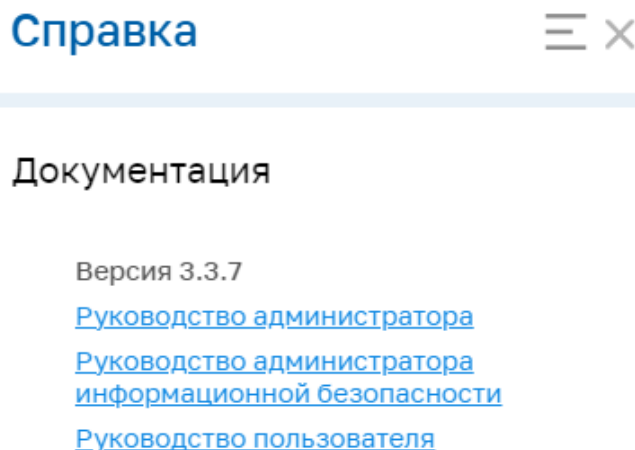 Справка
Документация
Версия 3.3.7
Руководство администратора
Руководство администратора
информационной безопасности
Руководство пользователя